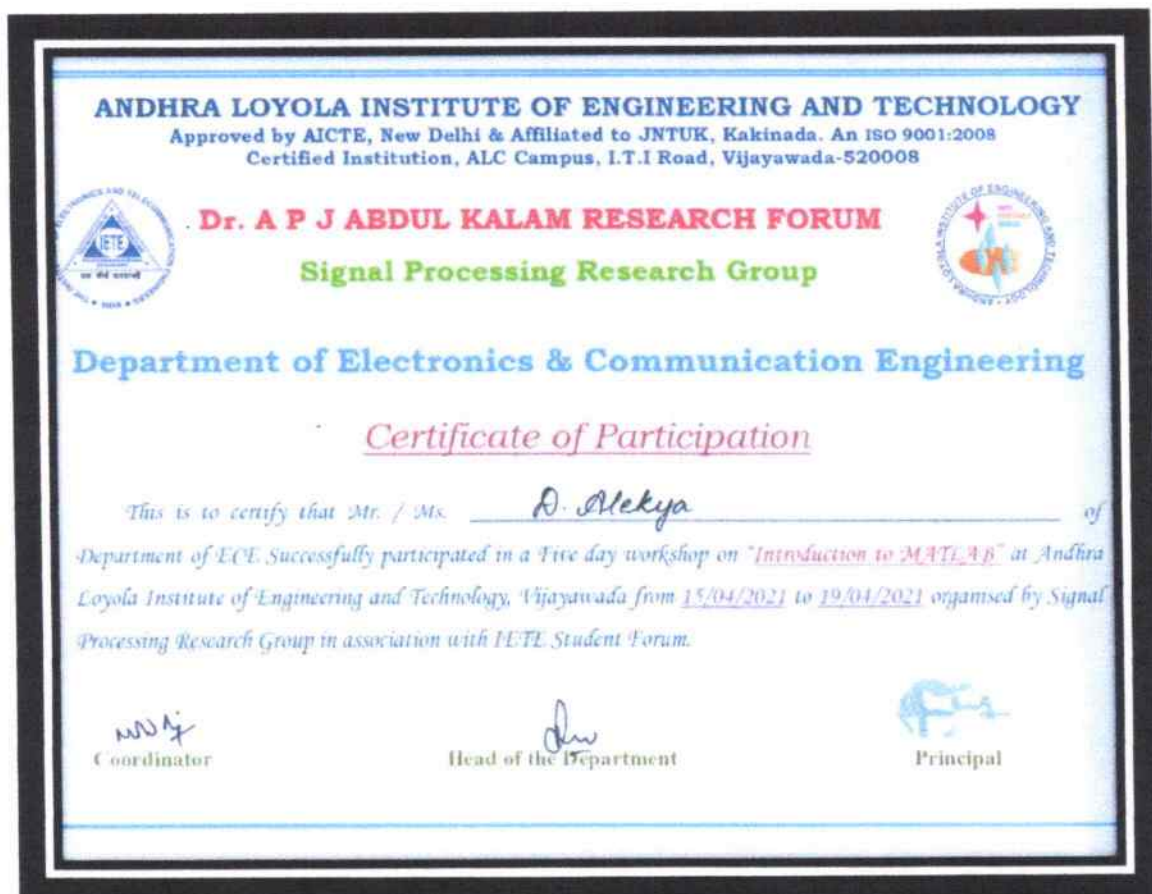 ANDHRA LOYOLA INSTITUTE OF ENGINEERING AND TECHNOLOGY
Approved by AICTE, New Delhi & Affiliated to JNTUK, Kakinada. An ISO 9001:2008
Certified Institution, ALC Campus, I.T.I Road, Vijayawada-520008
IETE
Dr. A P J ABDUL KALAM RESEARCH FORUM
Signal Processing Research Group
Department of Electronics & Communication Engineering
Certificate of Participation
This is to certify that Mr. / Ms. D. Alekya of
Department of ECE Successfully participated in a Five day workshop on "Introduction to MATLAB" at Andhra
Loyola Institute of Engineering and Technology, Vijayawada from 15/04/2021 to 19/04/2021 organised by Signal
Processing Research Group in association with IETE Student Forum.
Coordinator
Head of the Department
Principal